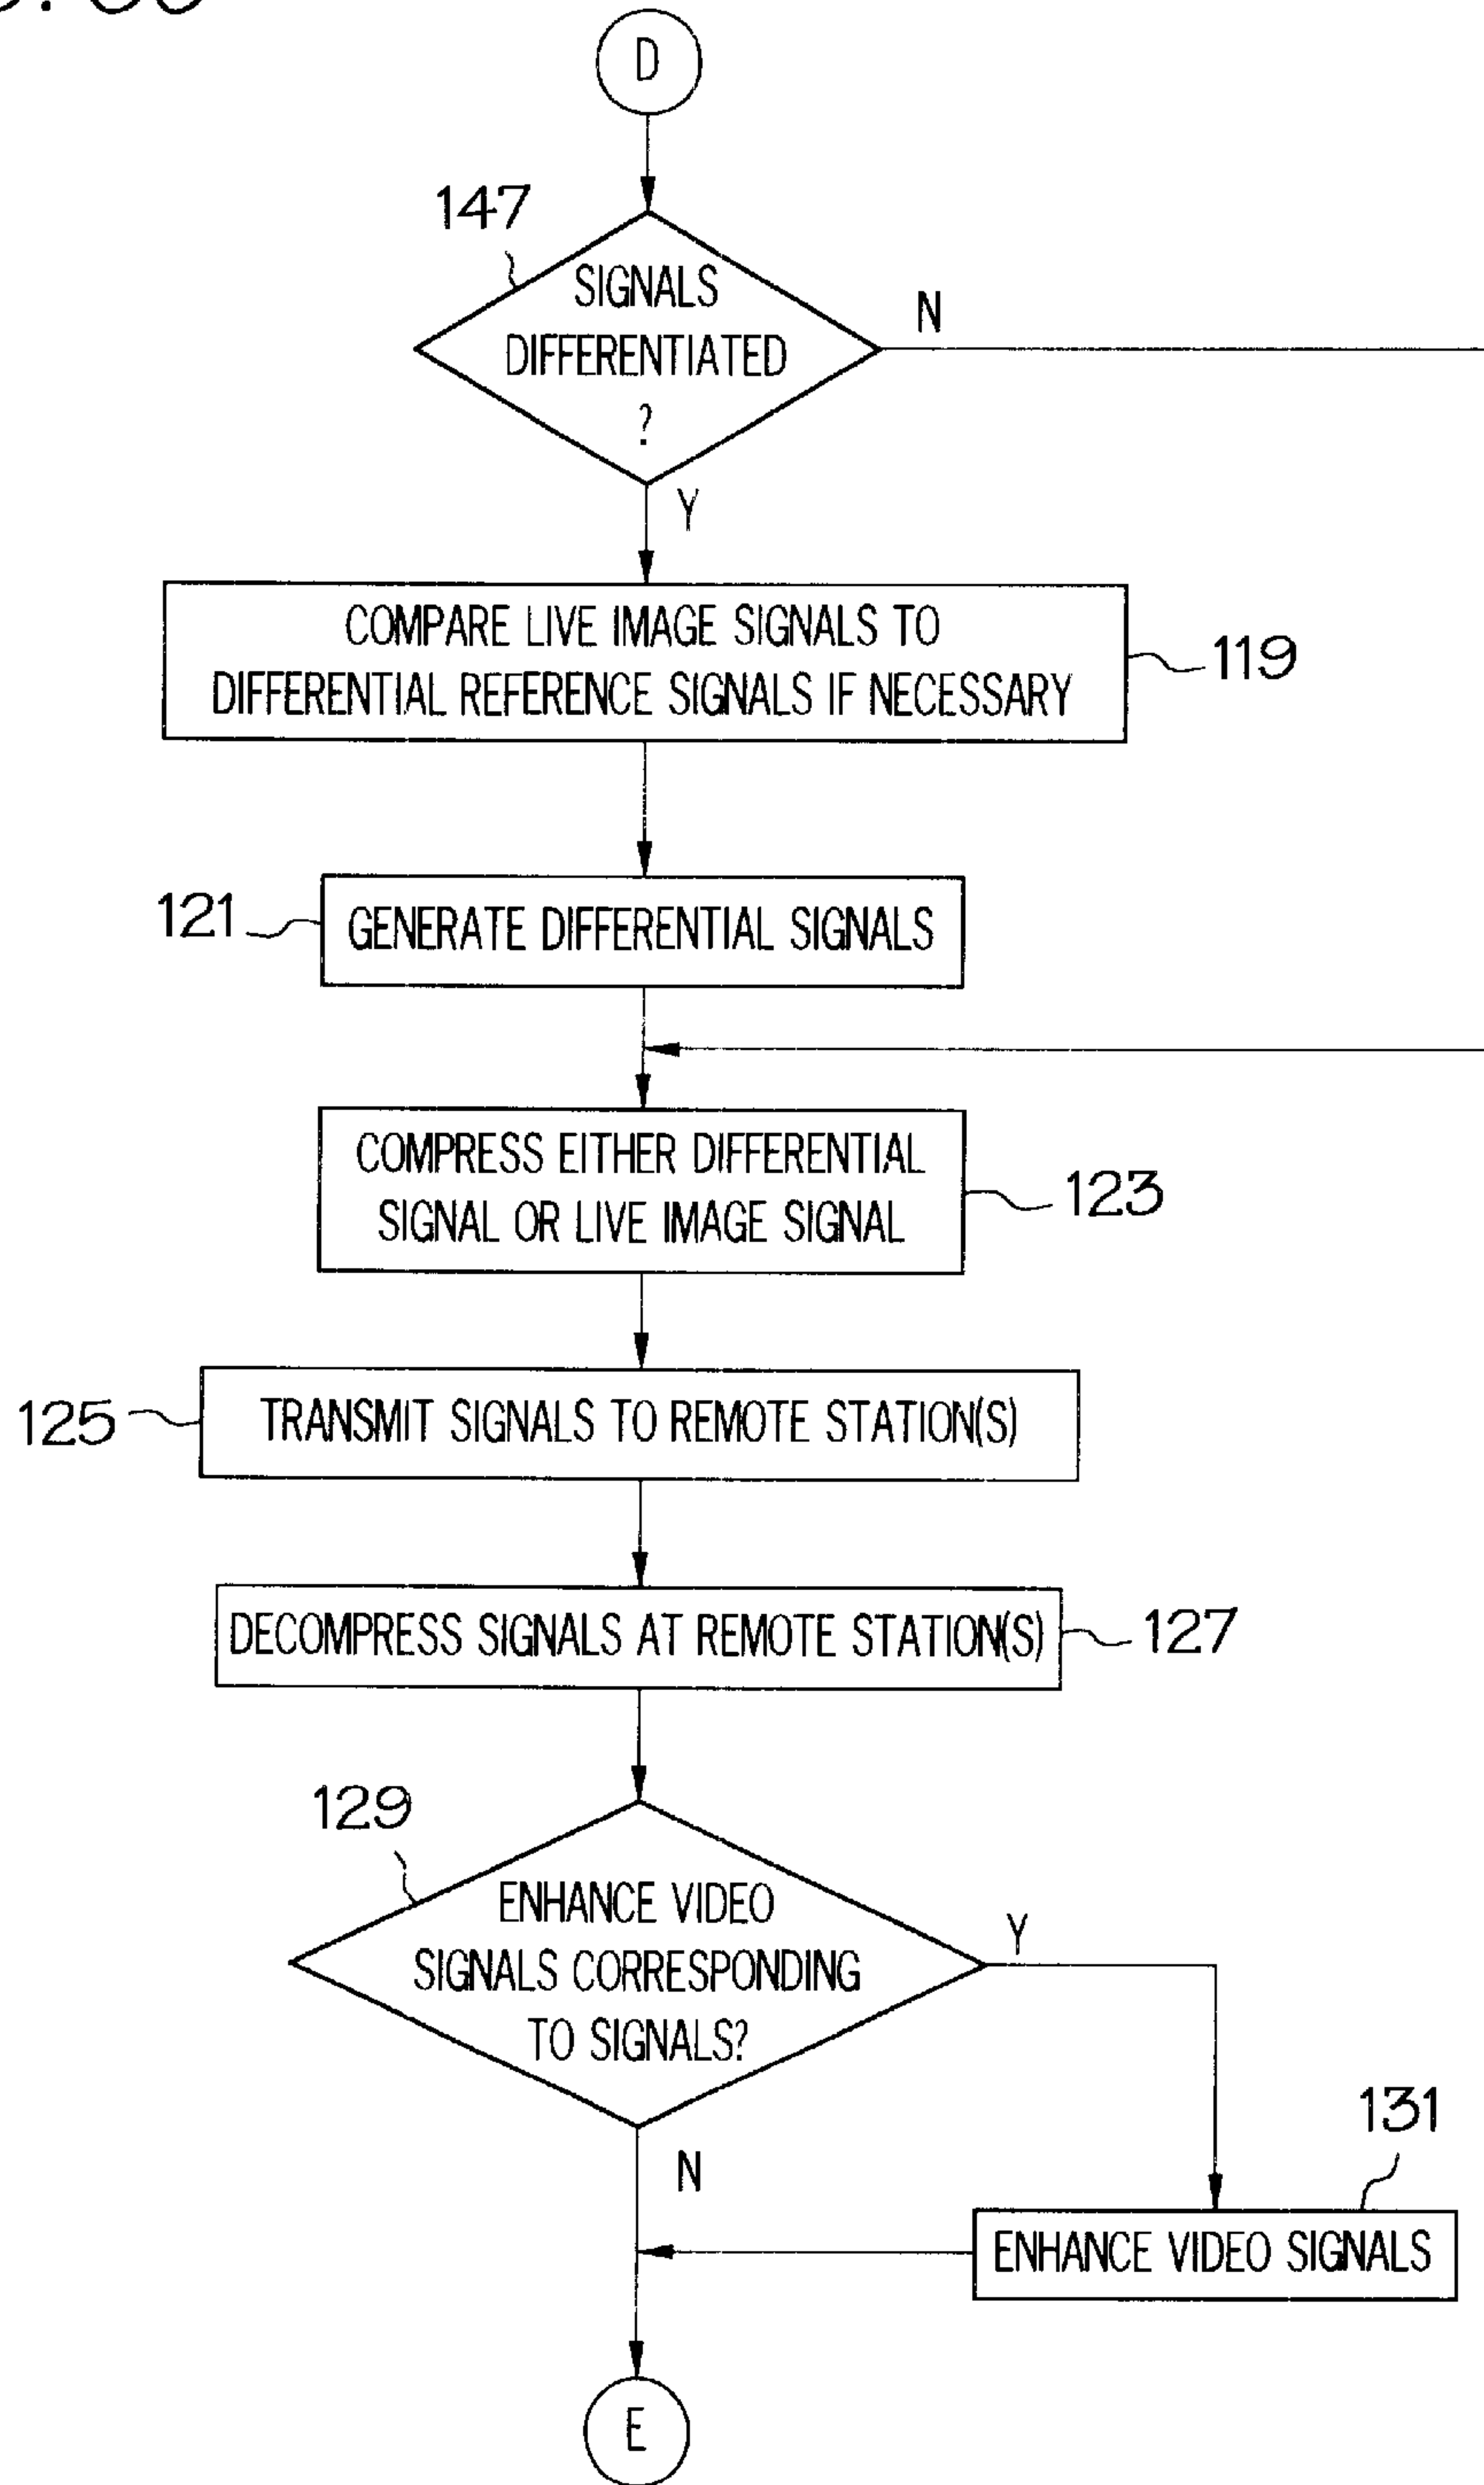 D
147
SIGNALS
DIFFERENTIATED
?
N
Y
COMPARE LIVE IMAGE SIGNALS TO
DIFFERENTIAL REFERENCE SIGNALS IF NECESSARY
119
121
GENERATE DIFFERENTIAL SIGNALS
COMPRESS EITHER DIFFERENTIAL
SIGNAL OR LIVE IMAGE SIGNAL
123
125
TRANSMIT SIGNALS TO REMOTE STATION(S)
DECOMPRESS SIGNALS AT REMOTE STATION(S)
127
129
ENHANCE VIDEO
SIGNALS CORRESPONDING
TO SIGNALS?
Y
N
131
ENHANCE VIDEO SIGNALS
E